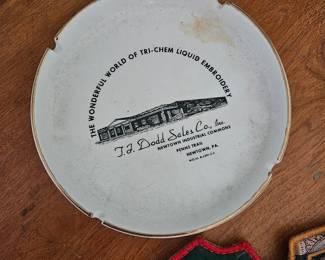 THE WONDERFUL WORLD OF TRI-CHEM LIQUID EMBROIDERY
T.J. Dodd Sales Co., Inc.
NEWTOWN INDUSTRIAL COMMONS
PENNS TRAIL
NEWTOWN, PA.